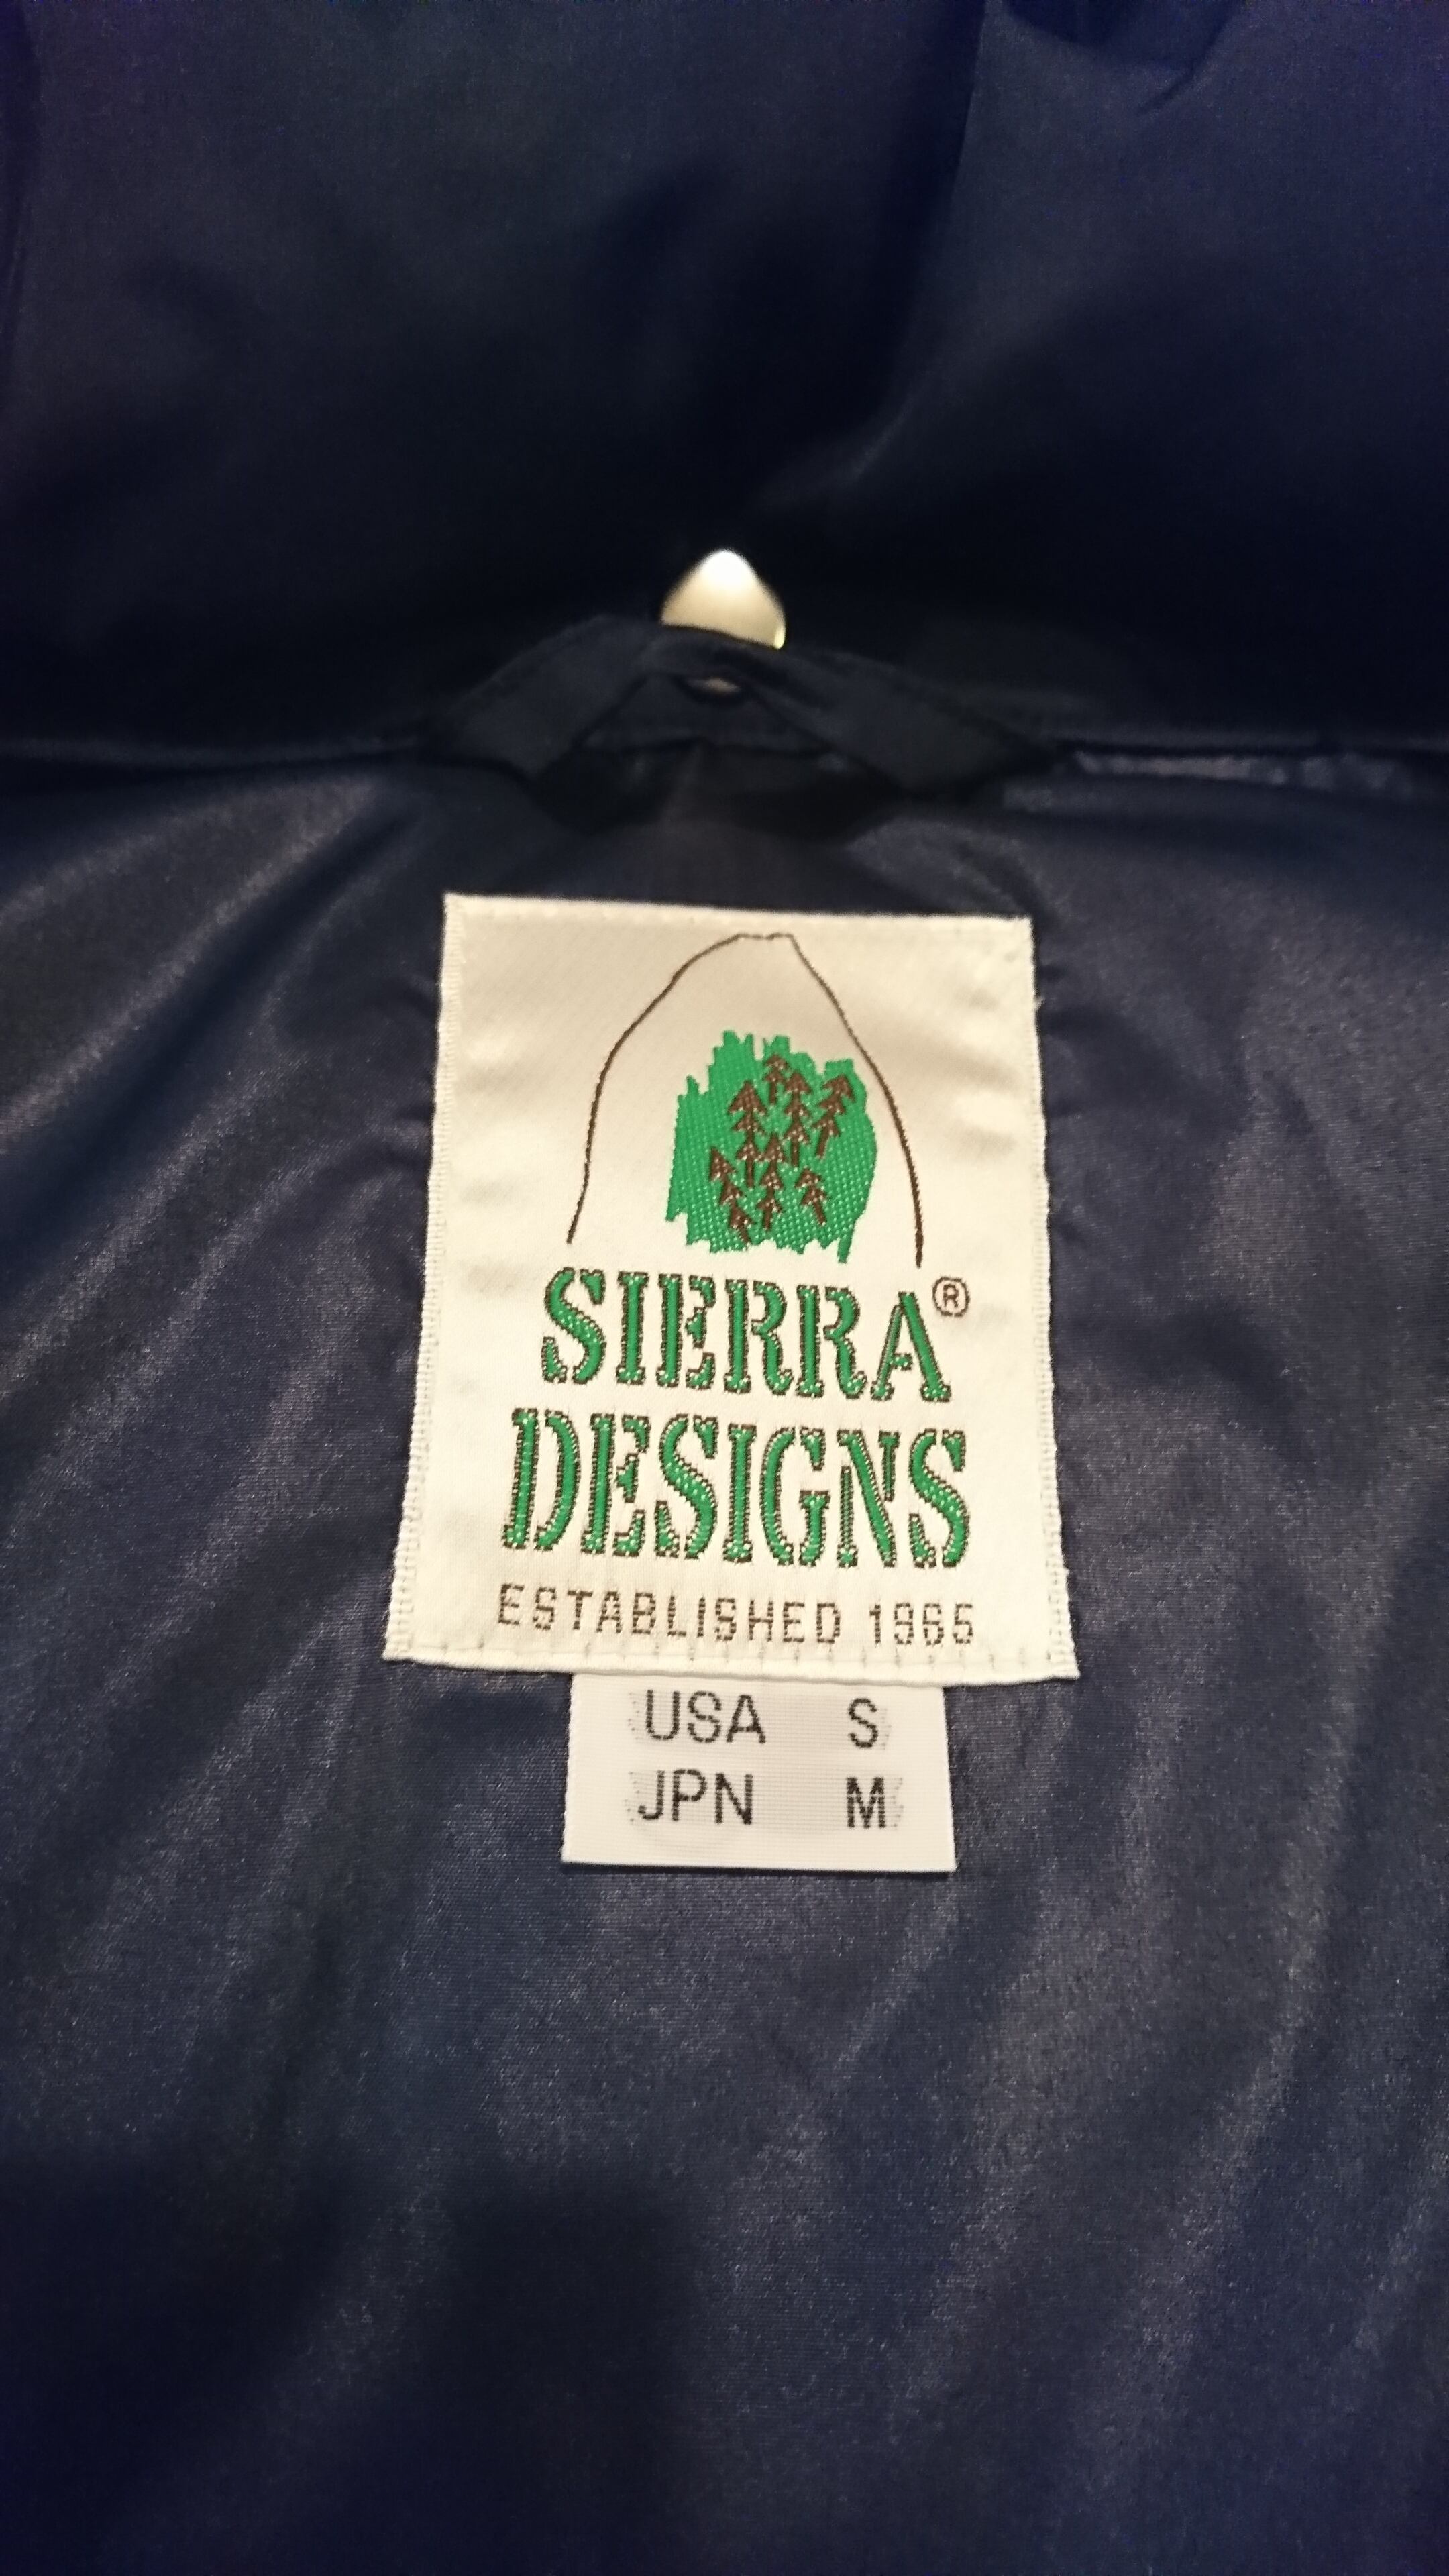 SIERRA®
DESIGNS
ESTABLISHED 1965
USA S
JPN M